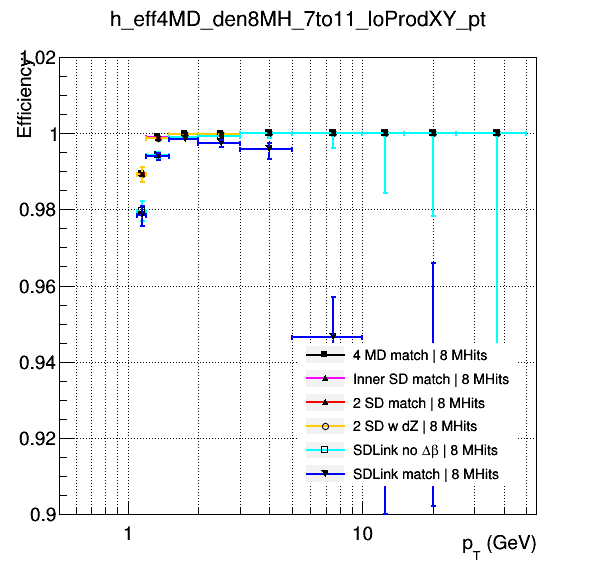 h_eff4MD_den8MH_7to11_loProdXY_pt
Efficiency
1.02
1
0.98
0.96
0.94
0.92
0.9
4 MD match | 8 MHits
Inner SD match | 8 MHits
2 SD match | 8 MHits
2 SD w dZ | 8 MHits
SDLink no Δβ | 8 MHits
SDLink match | 8 MHits
1
10
p_T (GeV)